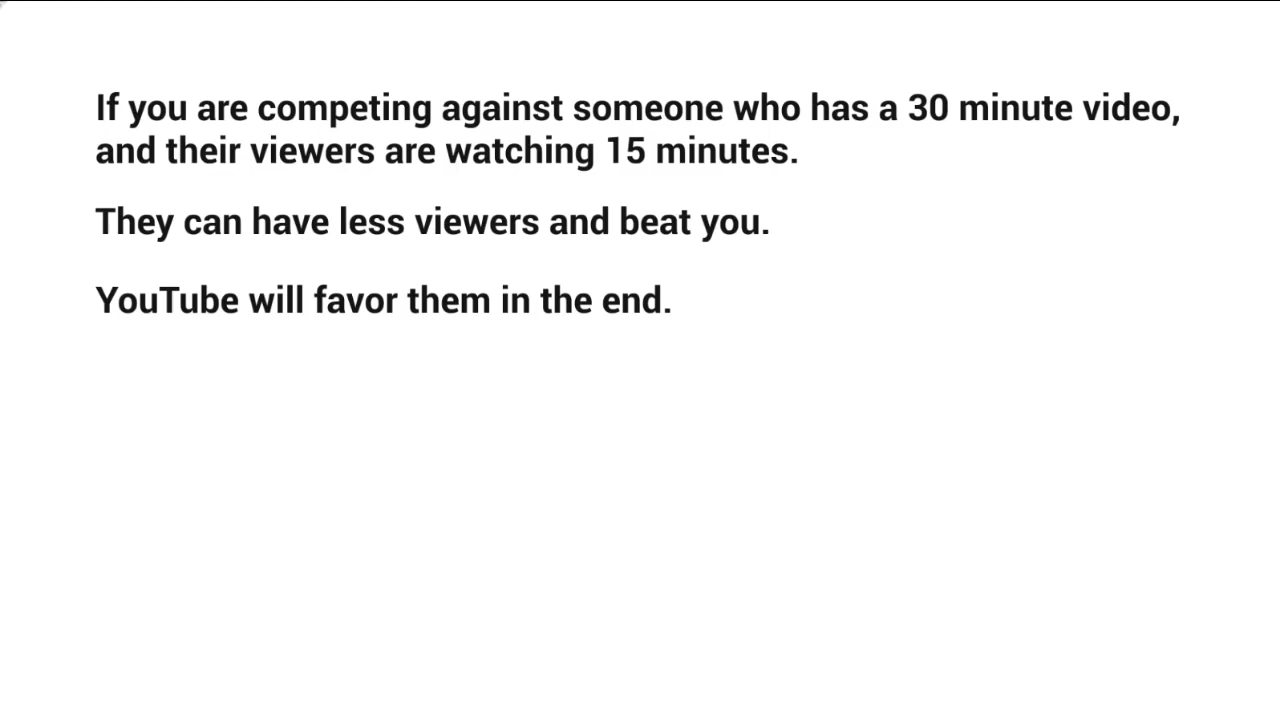 If you are competing against someone who has a 30 minute video,
and their viewers are watching 15 minutes.
They can have less viewers and beat you.
YouTube will favor them in the end.